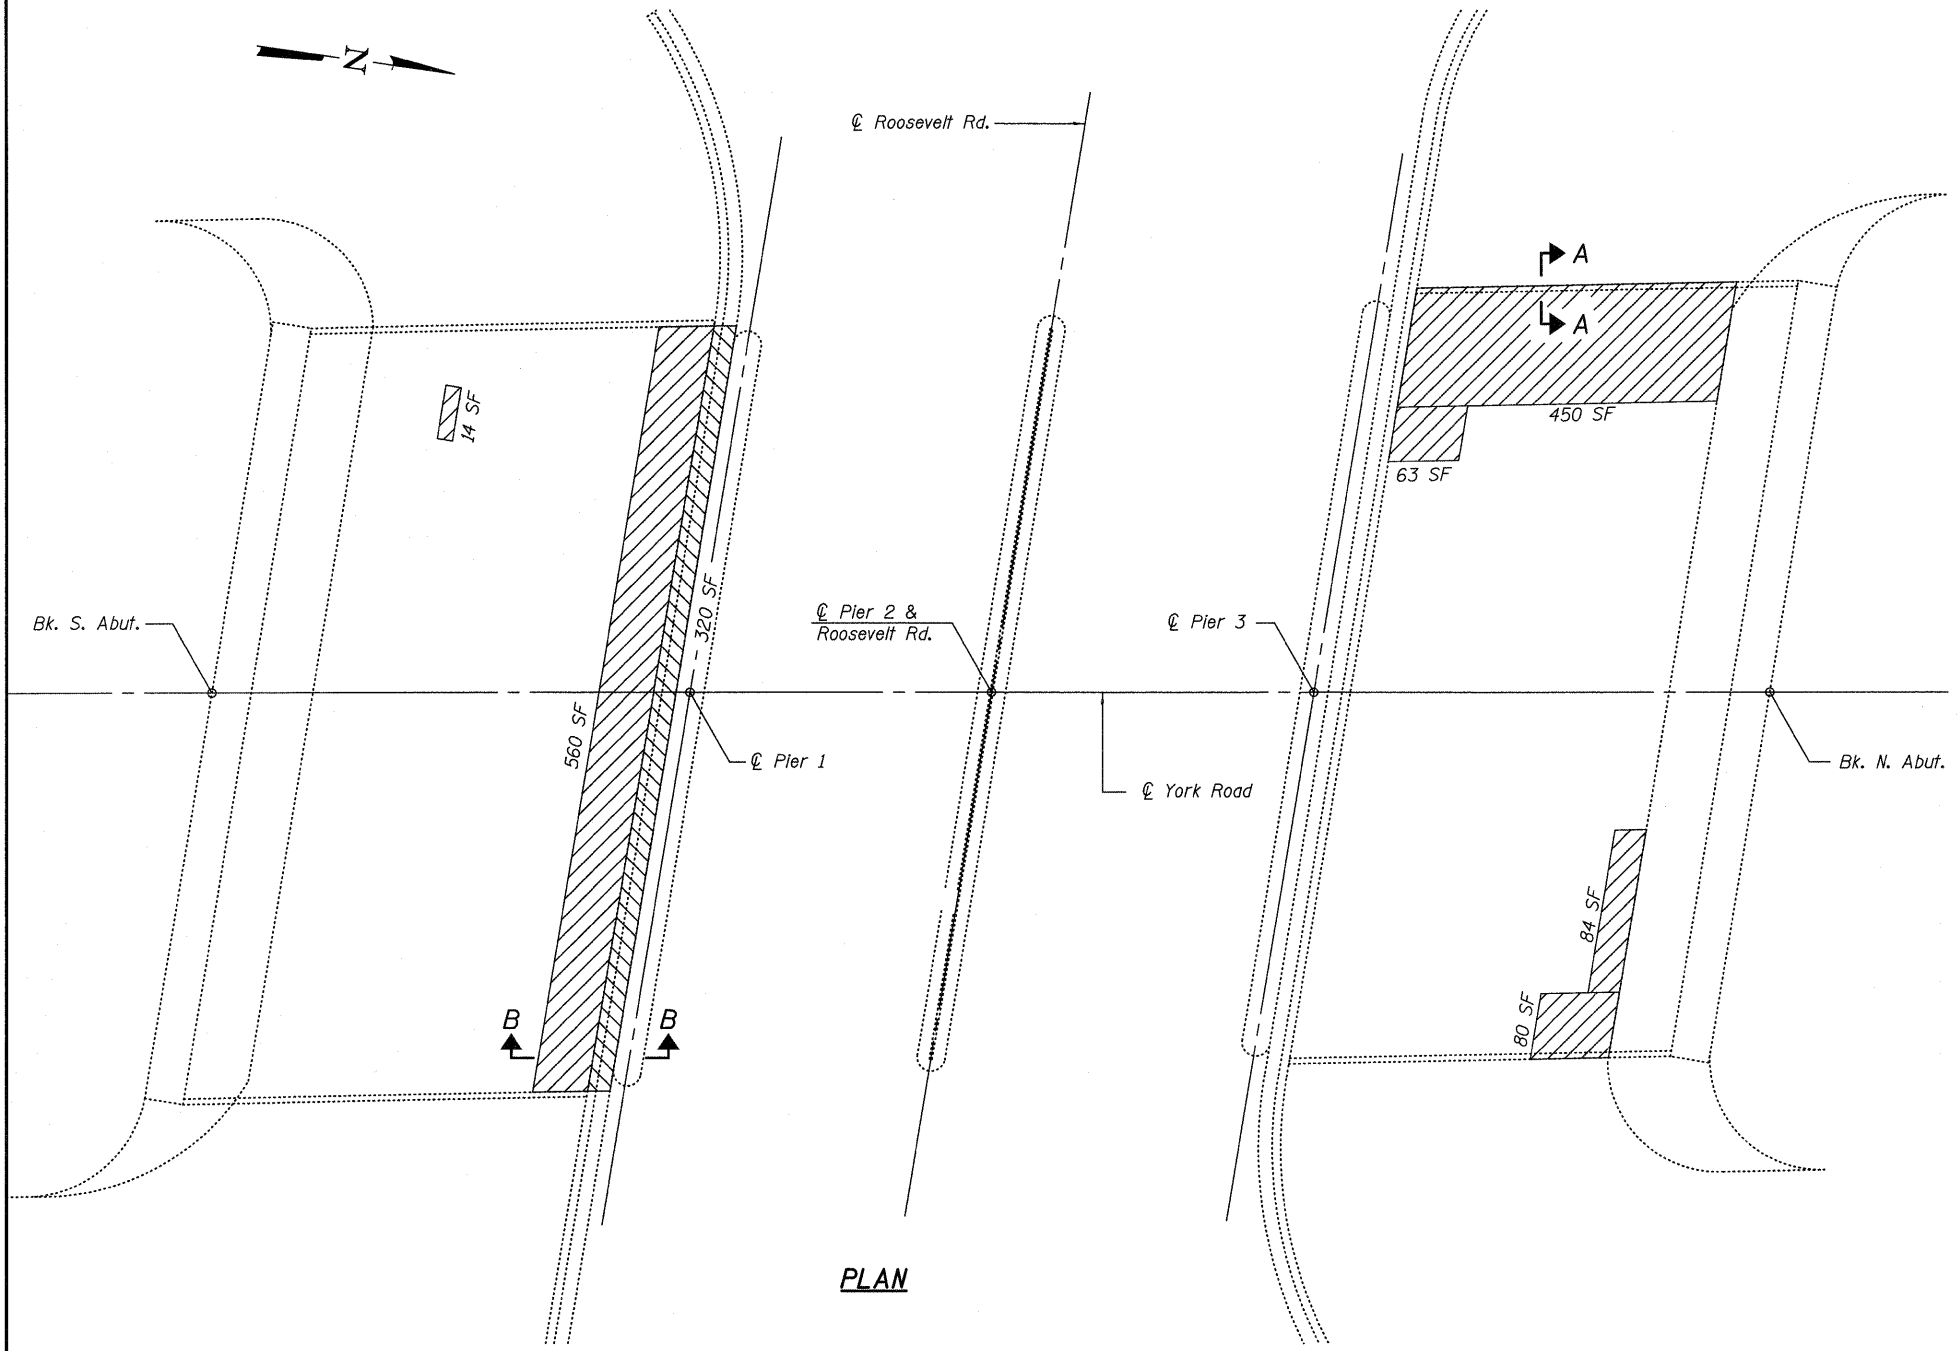 N
℄ Roosevelt Rd.
A
A
14 SF
450 SF
63 SF
320 SF
Bk. S. Abut.
℄ Pier 2 &
Roosevelt Rd.
℄ Pier 3
560 SF
℄ Pier 1
℄ York Road
Bk. N. Abut.
84 SF
80 SF
B
B
PLAN